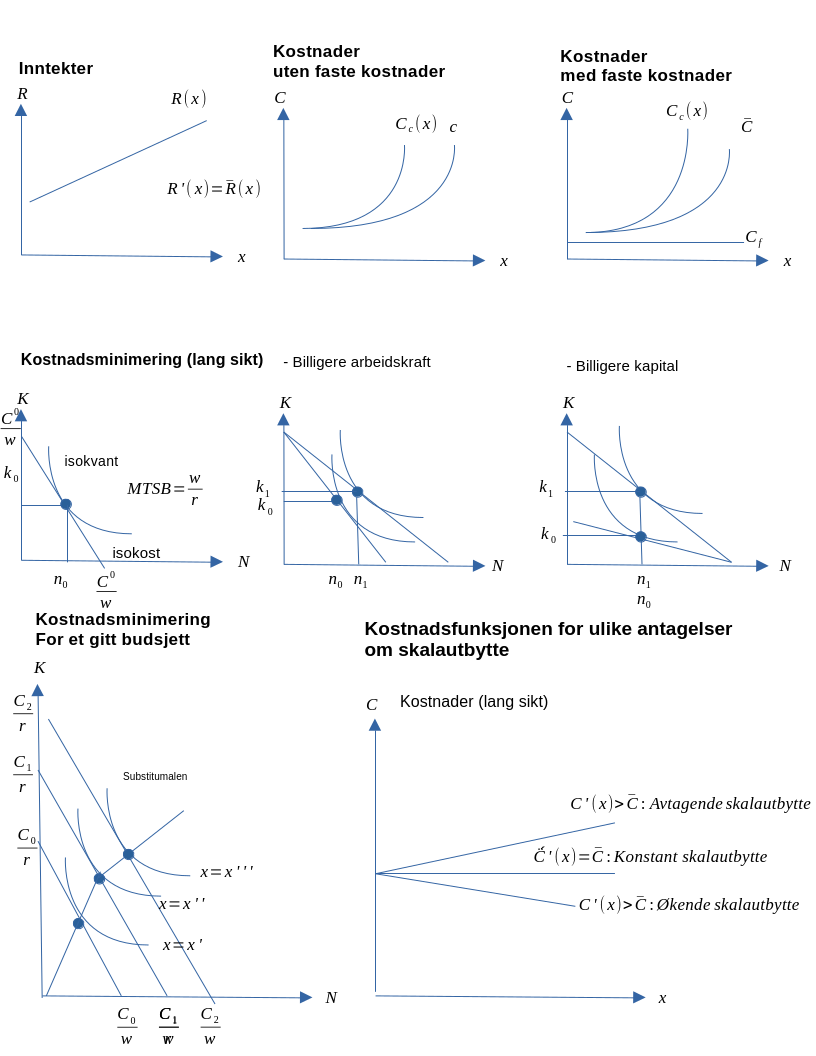 Inntekter
R
R(x)
R'(x)=R̄(x)
x
Kostnader
uten faste kostnader
C
C_c(x) c
x
Kostnader
med faste kostnader
C
C_c(x)
C̄
C_f
x
Kostnadsminimering (lang sikt)
K
C^0
w
k_0
isokvant
MTSB=w/r
isokost
N
n_0
C^0
w
- Billigere arbeidskraft
K
k_1
k_0
n_0 n_1
N
- Billigere kapital
K
k_1
k_0
n_1
n_0
N
Kostnadsminimering
For et gitt budsjett
K
C_2
r
C_1
r
C_0
r
Substitumalen
x=x'''
x=x''
x=x'
N
C_0
w
C_1
w
C_2
w
Kostnadsfunksjonen for ulike antagelser
om skalautbytte
C
Kostnader (lang sikt)
C'(x)>C̄: Avtagende skalautbytte
C'(x)=C̄: Konstant skalautbytte
C'(x)>C̄: Økende skalautbytte
x